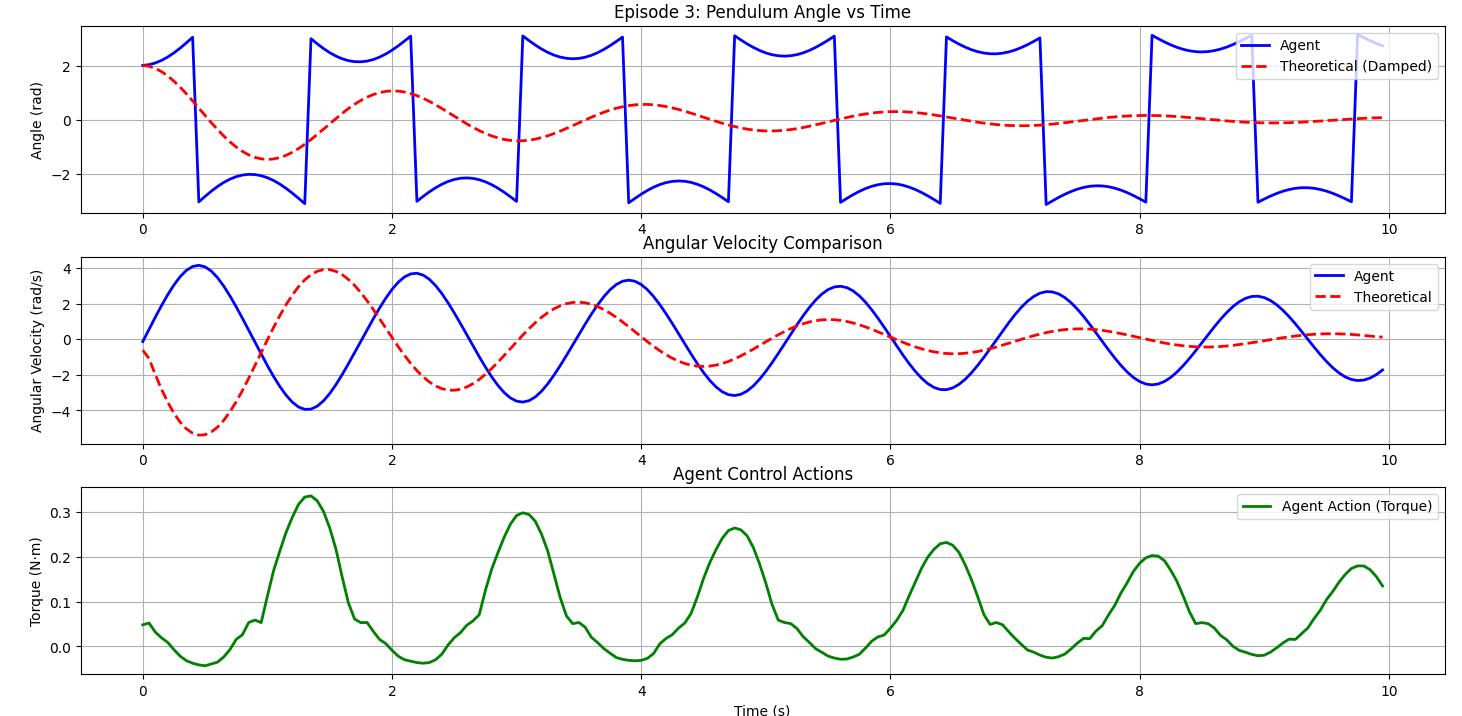 Episode 3: Pendulum Angle vs Time
Angle (rad)
2
0
−2
Agent
Theoretical (Damped)
0 2 4 6 8 10
Angular Velocity Comparison
Angular Velocity (rad/s)
4
2
0
−2
−4
Agent
Theoretical
0 2 4 6 8 10
Agent Control Actions
Torque (N·m)
0.3
0.2
0.1
0.0
Agent Action (Torque)
0 2 4 6 8 10
Time (s)